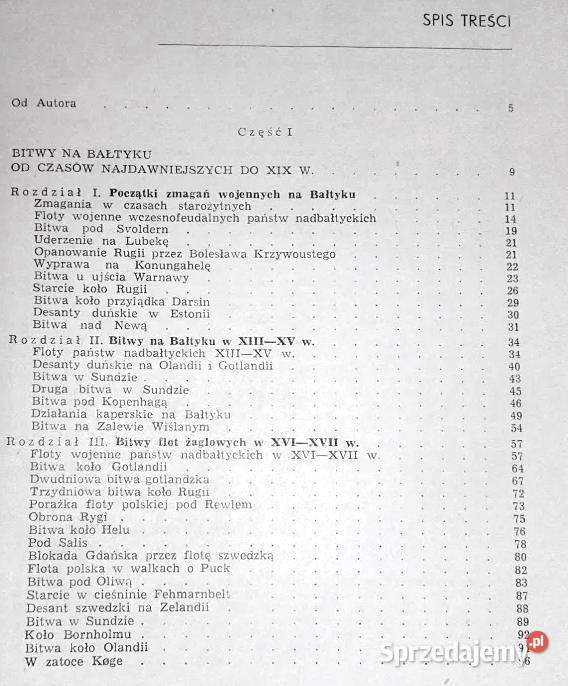 SPIS TREŚCI
Od Autora . . . . . . . . . . . . 5
Część I
BITWY NA BAŁTYKU
OD CZASÓW NAJDAWNIEJSZYCH DO XIX W. . . . . 9
Rozdział I. Początki zmagań wojennych na Bałtyku . . . 11
Zmagania w czasach starożytnych . . . . . . 11
Floty wojenne wczesnofeudalnych państw nadbałtyckich . . 14
Bitwa pod Svoldern . . . . . . . . . 19
Uderzenie na Lubekę . . . . . . . . . 21
Opanowanie Rugii przez Bolesława Krzywoustego . . . 21
Wyprawa na Konungahelę . . . . . . . . 22
Bitwa u ujścia Warnawy . . . . . . . . 23
Starcie koło Rugii . . . . . . . . . 26
Bitwa koło przylądka Darsin . . . . . . . 29
Desanty duńskie w Estonii . . . . . . . . 30
Bitwa nad Newą . . . . . . . . . . 31
Rozdział II. Bitwy na Bałtyku w XIII—XV w. . . . . 34
Floty państw nadbałtyckich XIII—XV w. . . . . . 34
Desanty duńskie na Olandii i Gotlandii . . . . . 40
Bitwa w Sundzie . . . . . . . . . . 43
Druga bitwa w Sundzie . . . . . . . . 45
Bitwa pod Kopenhagą . . . . . . . . . 46
Działania kaperskie na Bałtyku . . . . . . . 49
Bitwa na Zalewie Wiślanym . . . . . . . . 54
Rozdział III. Bitwy flot żaglowych w XVI—XVII w. . . . 57
Floty wojenne państw nadbałtyckich w XVI—XVII w. . . . 57
Bitwa koło Gotlandii . . . . . . . . . 64
Dwudniowa bitwa gotlandzka . . . . . . . 67
Trzydniowa bitwa koło Rugii . . . . . . . 72
Porażka floty polskiej pod Rewlem . . . . . . 73
Obrona Rygi . . . . . . . . . . . 75
Bitwa koło Helu . . . . . . . . . . 76
Pod Salis . . . . . . . . . . . 78
Blokada Gdańska przez flotę szwedzką . . . . . 80
Flota polska w walkach o Puck . . . . . . . 82
Bitwa pod Oliwą . . . . . . . . . . 83
Starcie w cieśninie Fehmarnbelt . . . . . . . 87
Desant szwedzki na Zelandii . . . . . . . 88
Bitwa w Sundzie . . . . . . . . . . 89
Koło Bornholmu . . . . . . . . . . 92
Bitwa koło Olandii . . . . . . . . .
W zatoce Køge . . . . . . . . . .
Sprzedajemy.pl